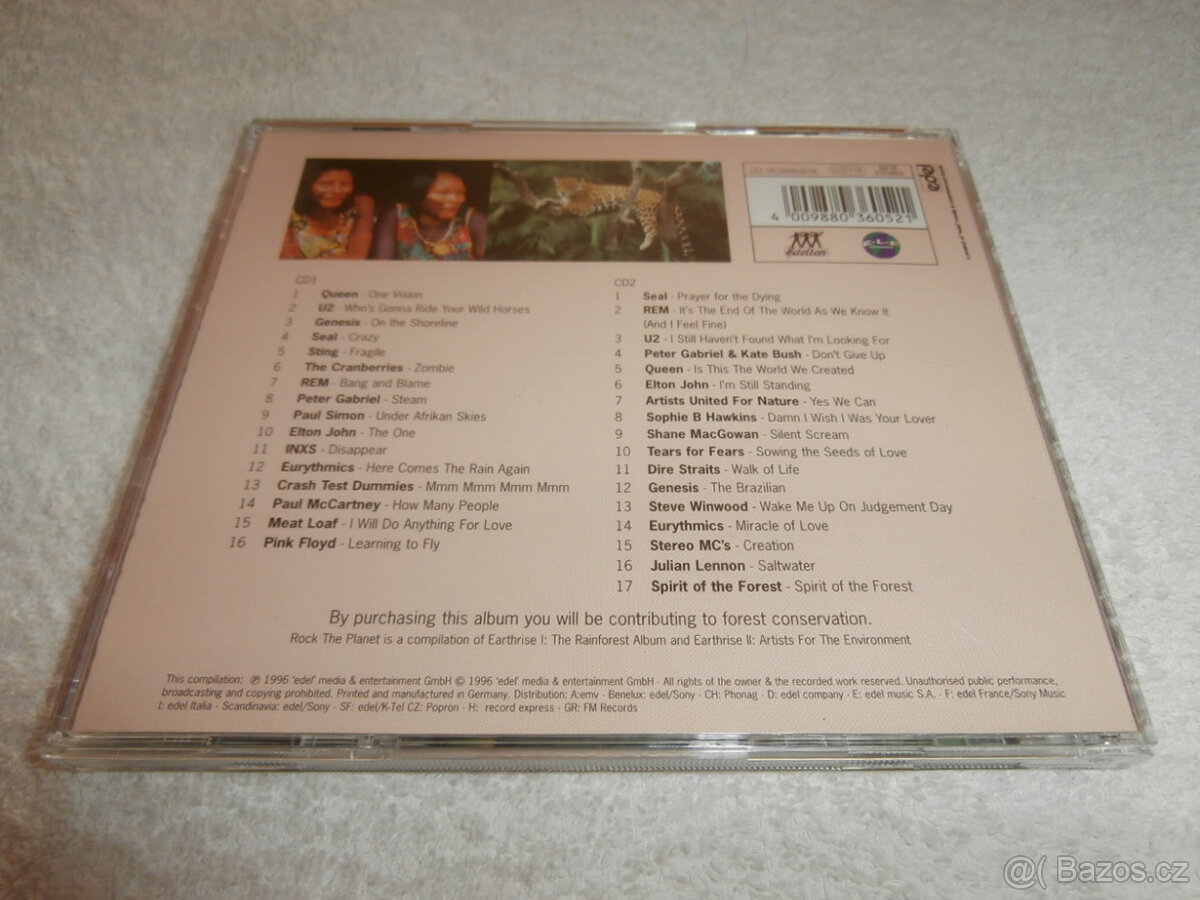 edel
4 009880 360521
edelton
E·L·F
CD1
1 Queen - One Vision
2 U2 - Who's Gonna Ride Your Wild Horses
3 Genesis - On the Shoreline
4 Seal - Crazy
5 Sting - Fragile
6 The Cranberries - Zombie
7 REM - Bang and Blame
8 Peter Gabriel - Steam
9 Paul Simon - Under Afrikan Skies
10 Elton John - The One
11 INXS - Disappear
12 Eurythmics - Here Comes The Rain Again
13 Crash Test Dummies - Mmm Mmm Mmm Mmm
14 Paul McCartney - How Many People
15 Meat Loaf - I Will Do Anything For Love
16 Pink Floyd - Learning to Fly
CD2
1 Seal - Prayer for the Dying
2 REM - It's The End Of The World As We Know It
(And I Feel Fine)
3 U2 - I Still Haven't Found What I'm Looking For
4 Peter Gabriel & Kate Bush - Don't Give Up
5 Queen - Is This The World We Created
6 Elton John - I'm Still Standing
7 Artists United For Nature - Yes We Can
8 Sophie B Hawkins - Damn I Wish I Was Your Lover
9 Shane MacGowan - Silent Scream
10 Tears for Fears - Sowing the Seeds of Love
11 Dire Straits - Walk of Life
12 Genesis - The Brazilian
13 Steve Winwood - Wake Me Up On Judgement Day
14 Eurythmics - Miracle of Love
15 Stereo MC's - Creation
16 Julian Lennon - Saltwater
17 Spirit of the Forest - Spirit of the Forest
By purchasing this album you will be contributing to forest conservation.
Rock The Planet is a compilation of Earthrise I: The Rainforest Album and Earthrise II: Artists For The Environment
This compilation: ℗ 1996 'edel' media & entertainment GmbH © 1996 'edel' media & entertainment GmbH · All rights of the owner & the recorded work reserved. Unauthorised public performance,
broadcasting and copying prohibited. Printed and manufactured in Germany. Distribution: A:emv · Benelux: edel/Sony · CH: Phonag · D: edel company · E: edel music S.A. · F: edel France/Sony Music
I: edel Italia · Scandinavia: edel/Sony · SF: edel/K-Tel CZ: Popron · H: record express · GR: FM Records
@( Bazos.cz